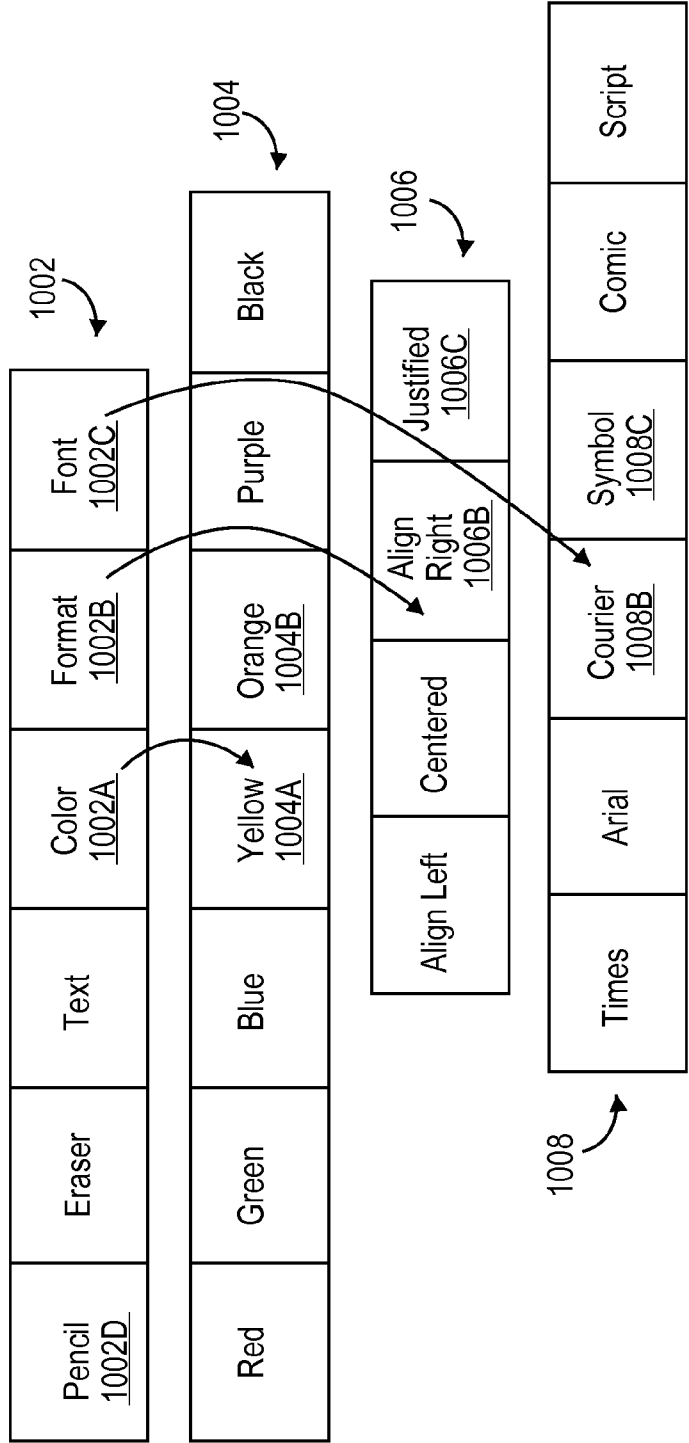 1002
Pencil
1002D
Eraser
Text
Color
1002A
Format
1002B
Font
1002C
1004
Red
Green
Blue
Yellow
1004A
Orange
1004B
Purple
Black
1006
Align Left
Centered
Align
Right
1006B
Justified
1006C
1008
Times
Arial
Courier
1008B
Symbol
1008C
Comic
Script